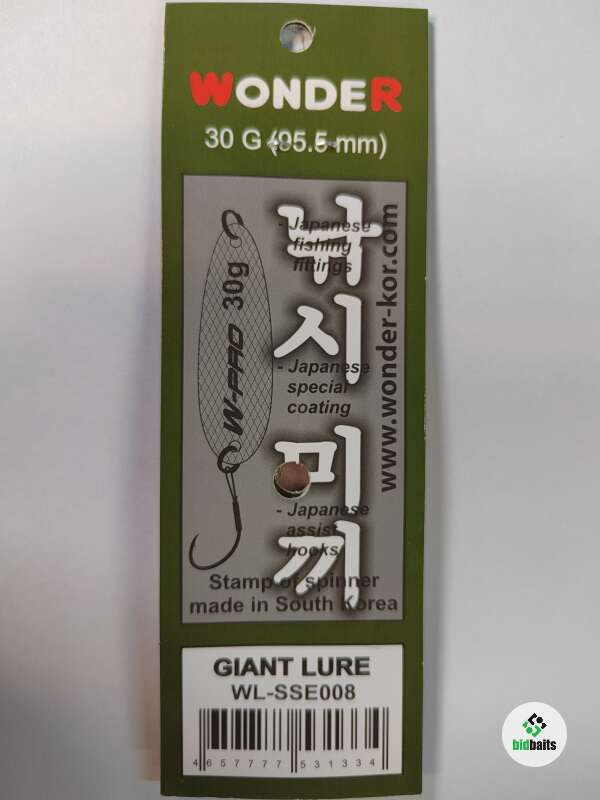 WONDER
30 G (95.5 mm)
낚시 미끼
- Japanese
fishing
fittings
30g
W-PRO
- Japanese
special
coating
www.wonder-kor.com
- Japanese
assist
hooks
Stamp of spinner
made in South Korea
GIANT LURE
WL-SSE008
4 657777 531334
bidbaits